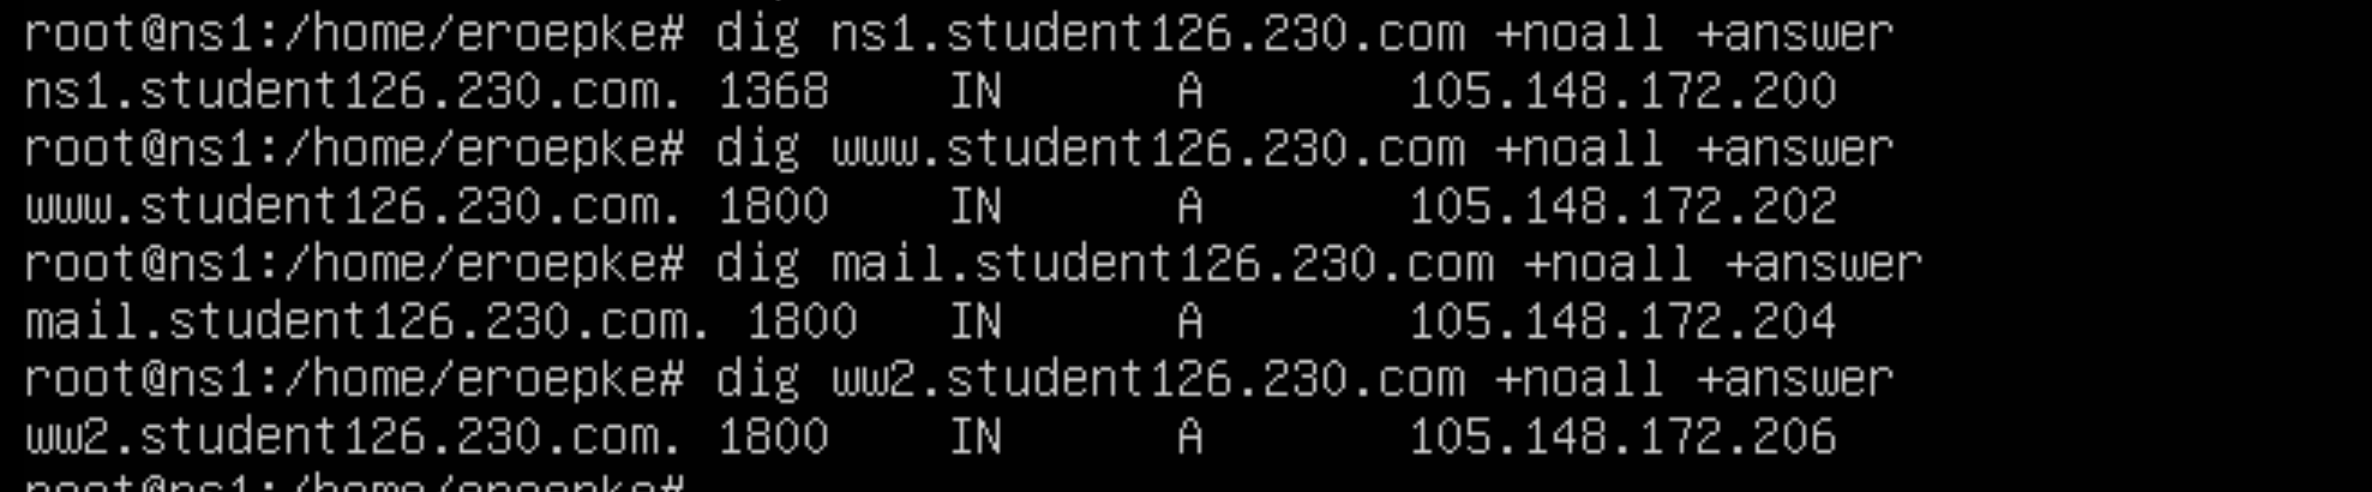 root@ns1:/home/eroepke# dig ns1.student126.230.com +noall +answer
ns1.student126.230.com. 1368 IN A 105.148.172.200
root@ns1:/home/eroepke# dig www.student126.230.com +noall +answer
www.student126.230.com. 1800 IN A 105.148.172.202
root@ns1:/home/eroepke# dig mail.student126.230.com +noall +answer
mail.student126.230.com. 1800 IN A 105.148.172.204
root@ns1:/home/eroepke# dig ww2.student126.230.com +noall +answer
ww2.student126.230.com. 1800 IN A 105.148.172.206
root@ns1:/home/eroepke#